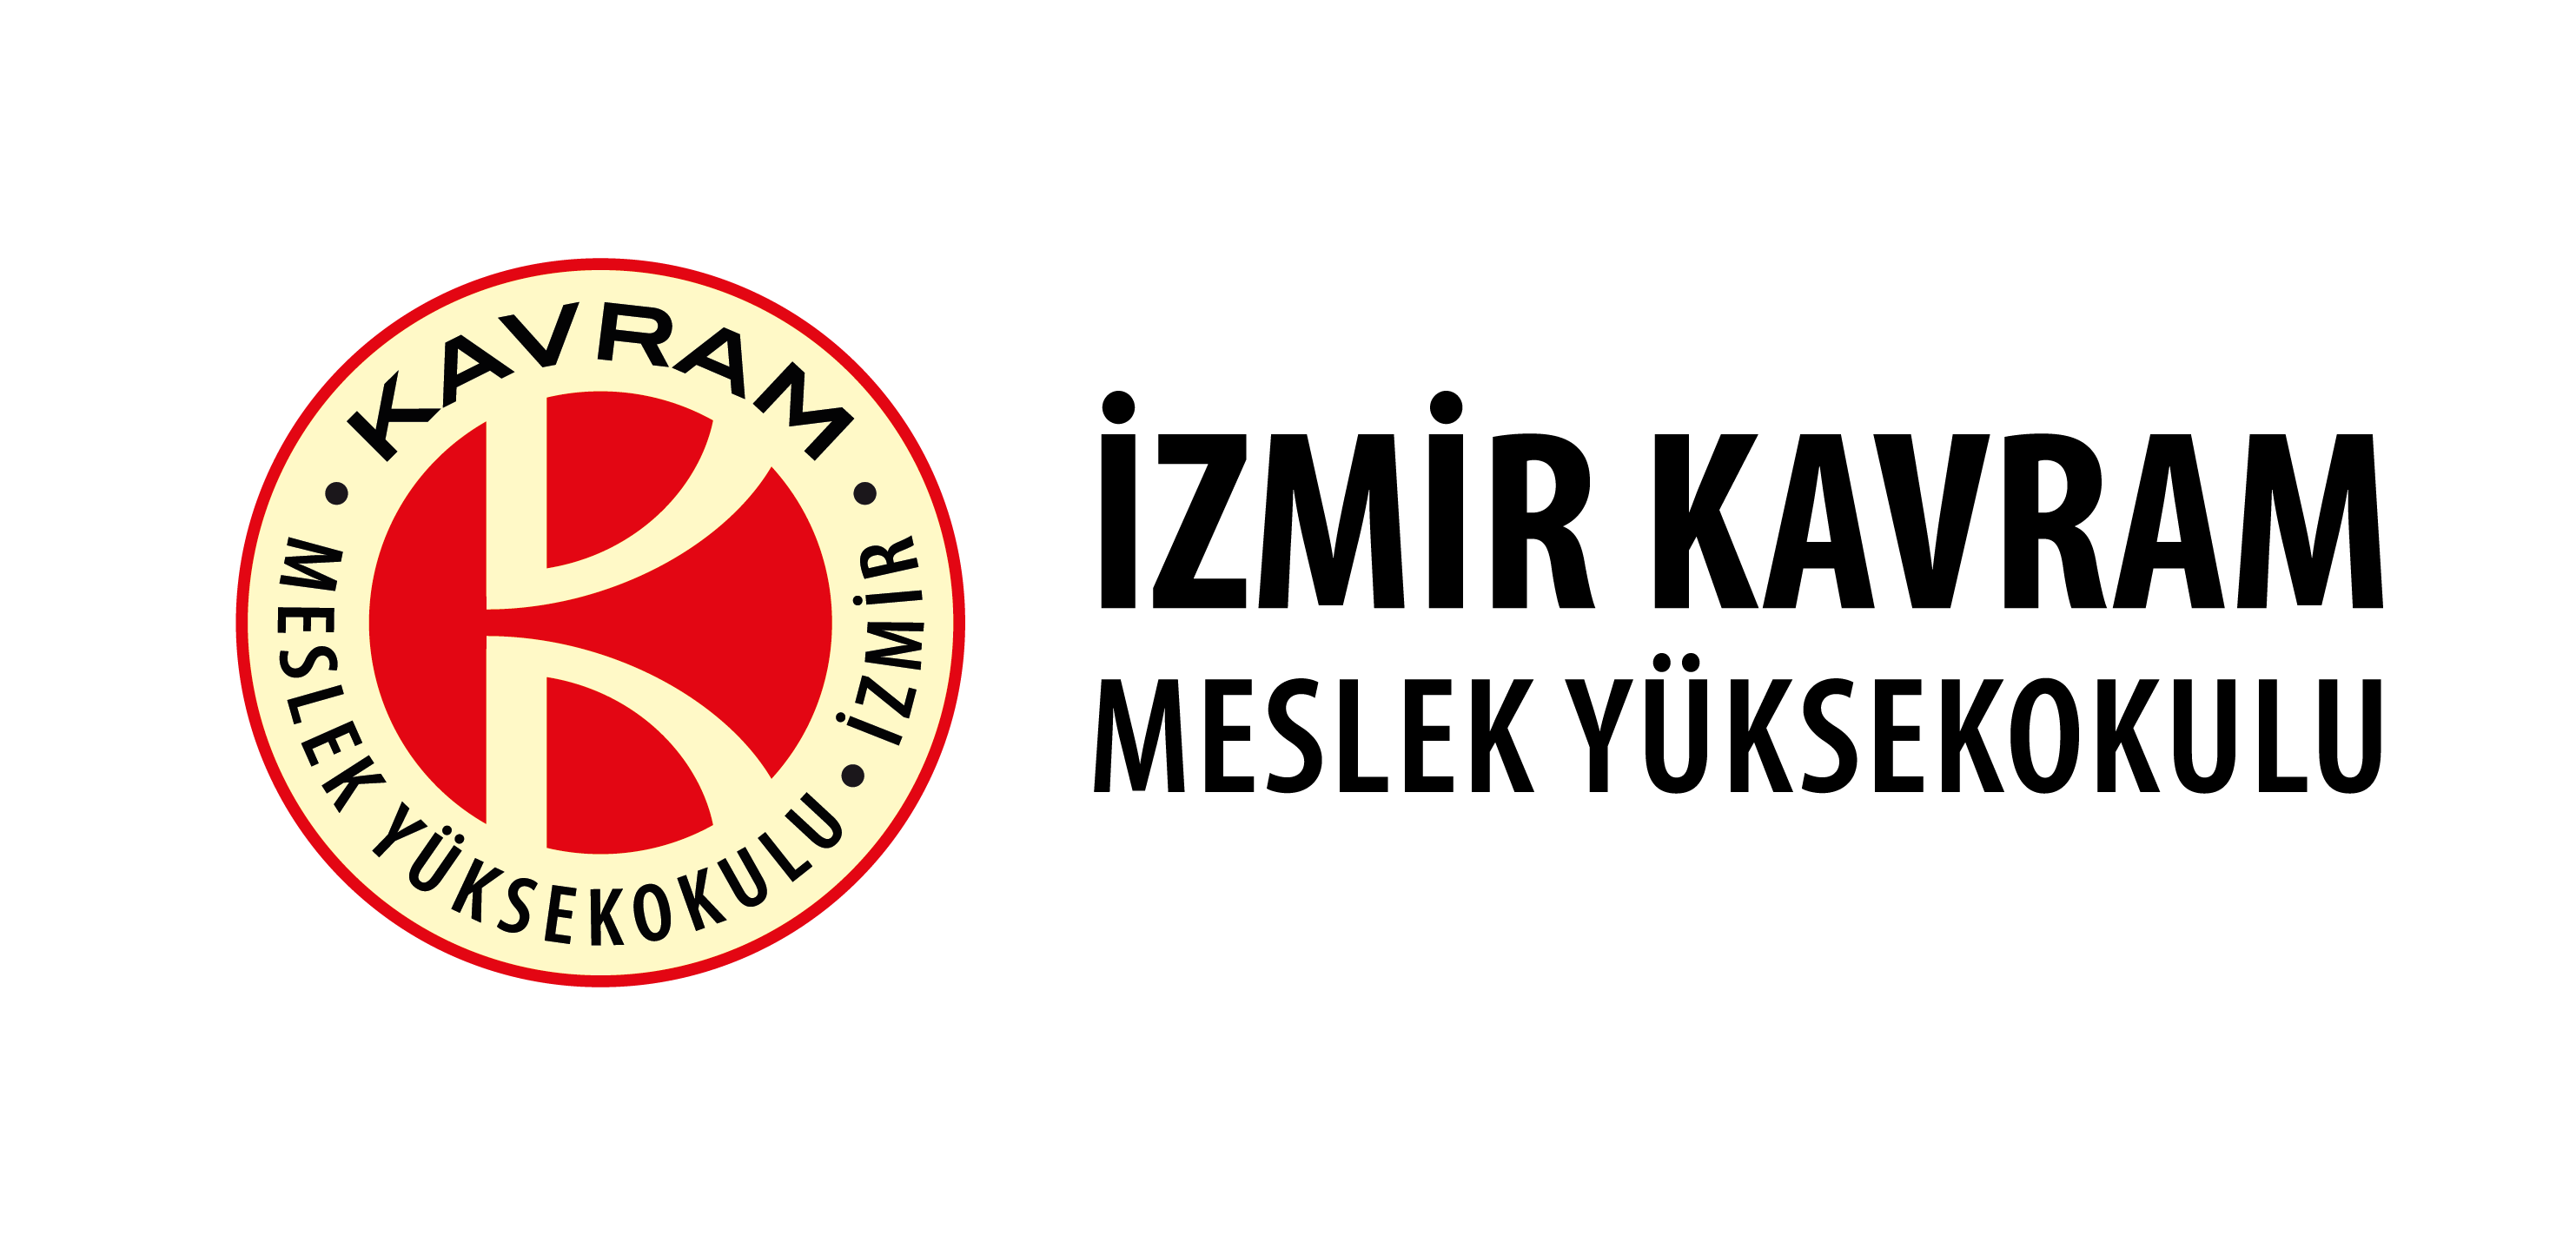 KAVRAM
• MESLEK YÜKSEKOKULU • İZMİR •
İZMİR KAVRAM
MESLEK YÜKSEKOKULU